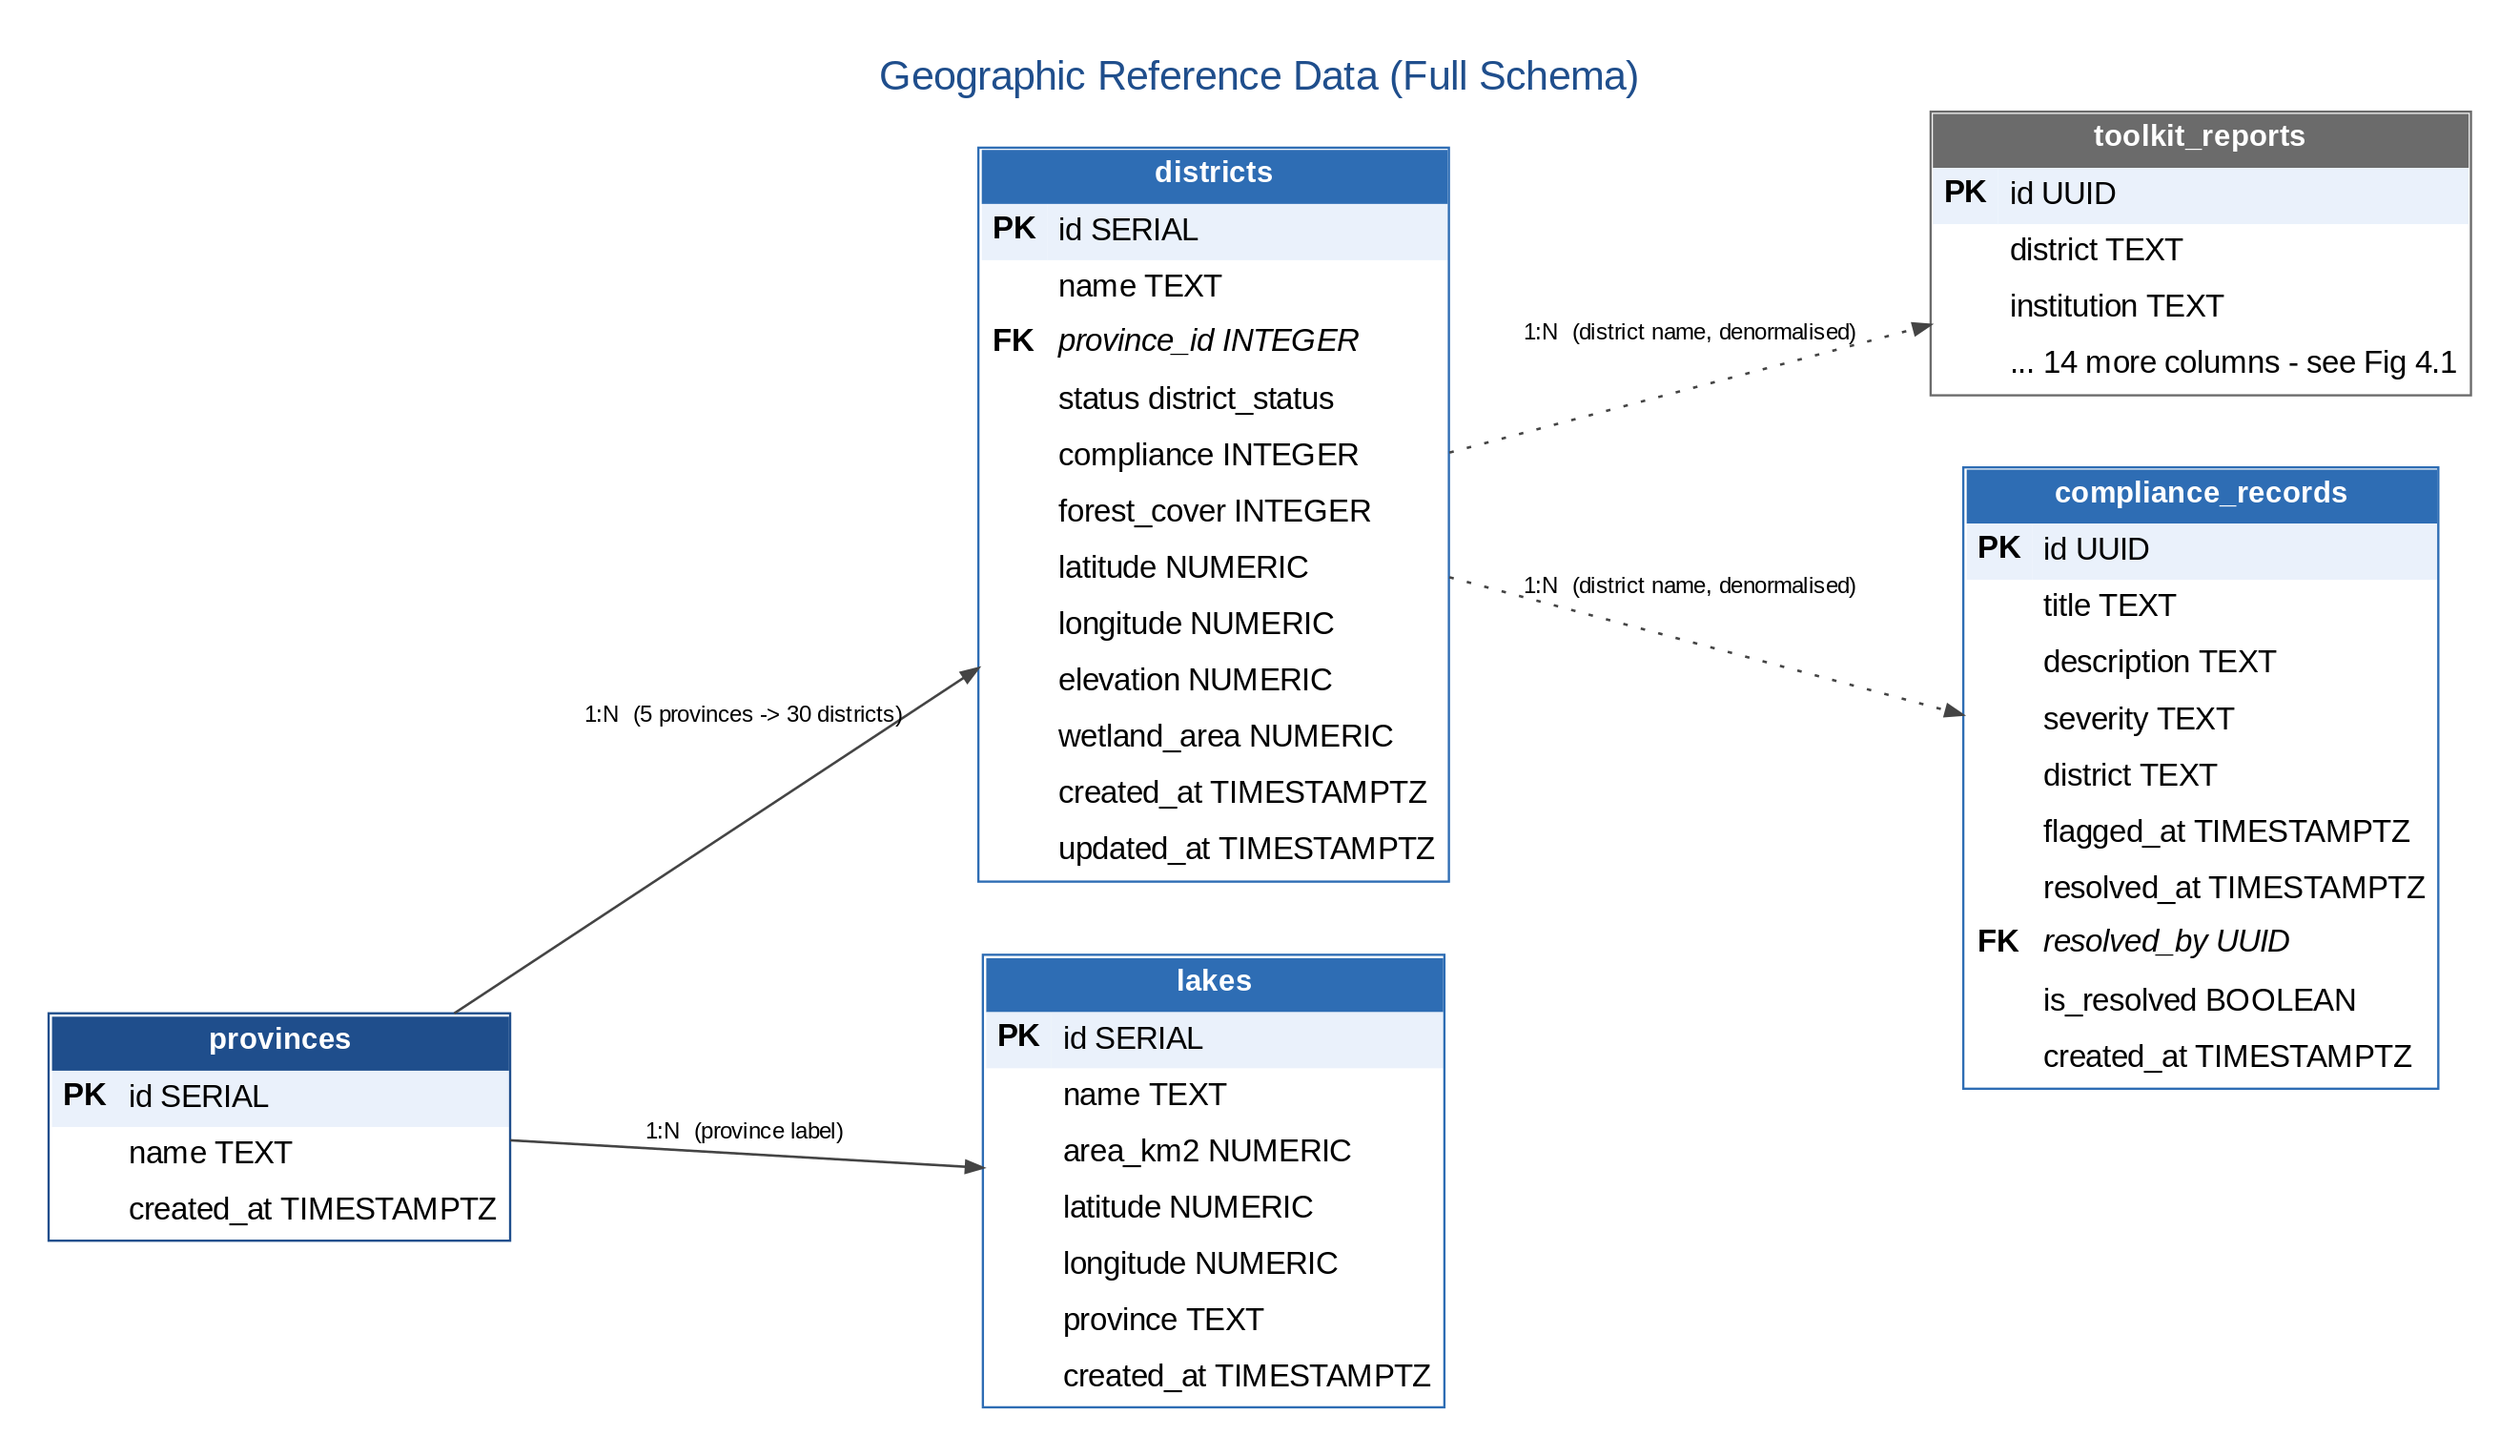 Geographic Reference Data (Full Schema)
provinces
PK id SERIAL
name TEXT
created_at TIMESTAMPTZ
1:N (5 provinces -> 30 districts)
1:N (province label)
districts
PK id SERIAL
name TEXT
FK province_id INTEGER
status district_status
compliance INTEGER
forest_cover INTEGER
latitude NUMERIC
longitude NUMERIC
elevation NUMERIC
wetland_area NUMERIC
created_at TIMESTAMPTZ
updated_at TIMESTAMPTZ
lakes
PK id SERIAL
name TEXT
area_km2 NUMERIC
latitude NUMERIC
longitude NUMERIC
province TEXT
created_at TIMESTAMPTZ
1:N (district name, denormalised)
1:N (district name, denormalised)
toolkit_reports
PK id UUID
district TEXT
institution TEXT
... 14 more columns - see Fig 4.1
compliance_records
PK id UUID
title TEXT
description TEXT
severity TEXT
district TEXT
flagged_at TIMESTAMPTZ
resolved_at TIMESTAMPTZ
FK resolved_by UUID
is_resolved BOOLEAN
created_at TIMESTAMPTZ